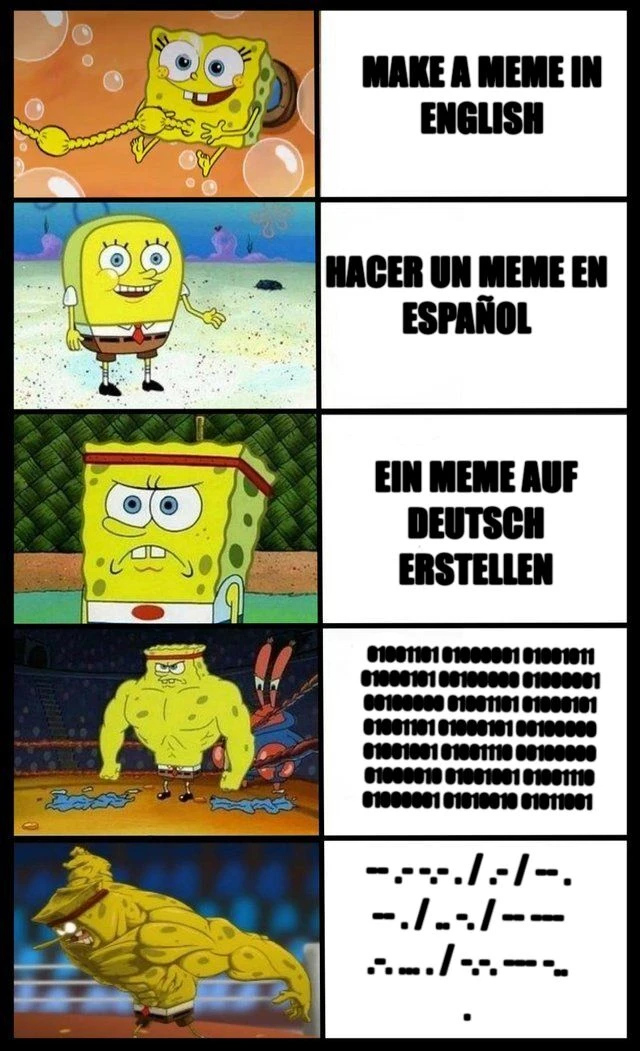 MAKE A MEME IN
ENGLISH
HACER UN MEME EN
ESPAÑOL
EIN MEME AUF
DEUTSCH
ERSTELLEN
01001101 01000001 01001011
01000101 00100000 01000001
00100000 01001101 01000101
01001101 01000101 00100000
01001001 01001110 00100000
01000010 01001001 01001110
01000001 01010010 01011001
-- .- -.- . / .- / -- .
-- . / .. -. / -- ---
.-. ... . / -.-. --- -..
.